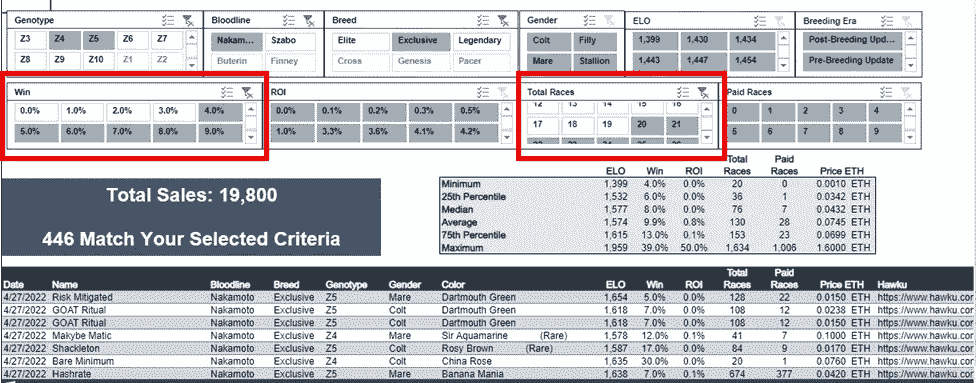 Genotype Bloodline Breed Gender ELO Breeding Era
Z3 Z4 Z5 Z6 Z7 Nakam... Szabo Elite Exclusive Legendary Colt Filly 1,399 1,430 1,434 Post-Breeding Upd...
Z8 Z9 Z10 Z1 Z2 Buterin Finney Cross Genesis Pacer Mare Stallion 1,443 1,447 1,454 Pre-Breeding Update
Win ROI Total Races Paid Races
0.0% 1.0% 2.0% 3.0% 4.0% 0.0% 0.1% 0.2% 0.3% 0.5% 12 13 14 15 16 0 1 2 3 4
5.0% 6.0% 7.0% 8.0% 9.0% 1.0% 3.3% 3.6% 4.1% 4.2% 17 18 19 20 21 5 6 7 8 9
Total Sales: 19,800
446 Match Your Selected Criteria
ELO Win ROI Total Races Paid Races Price ETH
Minimum 1,399 4.0% 0.0% 20 0 0.0010 ETH
25th Percentile 1,532 6.0% 0.0% 36 1 0.0342 ETH
Median 1,577 8.0% 0.0% 76 7 0.0432 ETH
Average 1,574 9.9% 0.8% 130 28 0.0745 ETH
75th Percentile 1,615 13.0% 0.1% 153 23 0.0699 ETH
Maximum 1,959 39.0% 50.0% 1,634 1,006 1.6000 ETH
Date Name Bloodline Breed Genotype Gender Color ELO Win ROI Total Races Paid Races Price ETH Hawku
4/27/2022 Risk Mitigated Nakamoto Exclusive Z5 Mare Dartmouth Green 1,654 5.0% 0.0% 128 22 0.0150 ETH https://www.hawku.cor
4/27/2022 GOAT Ritual Nakamoto Exclusive Z5 Colt Dartmouth Green 1,618 7.0% 0.0% 108 12 0.0238 ETH https://www.hawku.cor
4/27/2022 GOAT Ritual Nakamoto Exclusive Z5 Colt Dartmouth Green 1,618 7.0% 0.0% 108 12 0.0150 ETH https://www.hawku.cor
4/27/2022 Makybe Matic Nakamoto Exclusive Z4 Mare Sir Aquamarine (Rare) 1,578 12.0% 0.1% 41 7 0.1000 ETH https://www.hawku.cor
4/27/2022 Shackleton Nakamoto Exclusive Z5 Colt Rosy Brown (Rare) 1,587 17.0% 0.0% 84 9 0.0170 ETH https://www.hawku.cor
4/27/2022 Bare Minimum Nakamoto Exclusive Z4 Colt China Rose 1,635 30.0% 0.0% 20 1 0.0760 ETH https://www.hawku.cor
4/27/2022 Hashrate Nakamoto Exclusive Z5 Mare Banana Mania 1,638 7.0% 0.1% 674 377 0.0420 ETH https://www.hawku.cor